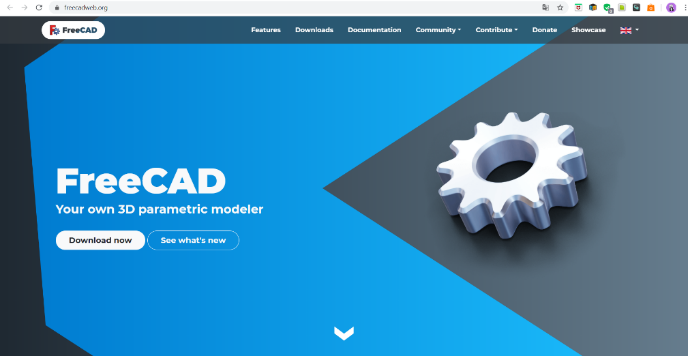 freecadweb.org
FreeCAD
Features Downloads Documentation Community Contribute Donate Showcase
FreeCAD
Your own 3D parametric modeler
Download now See what's new